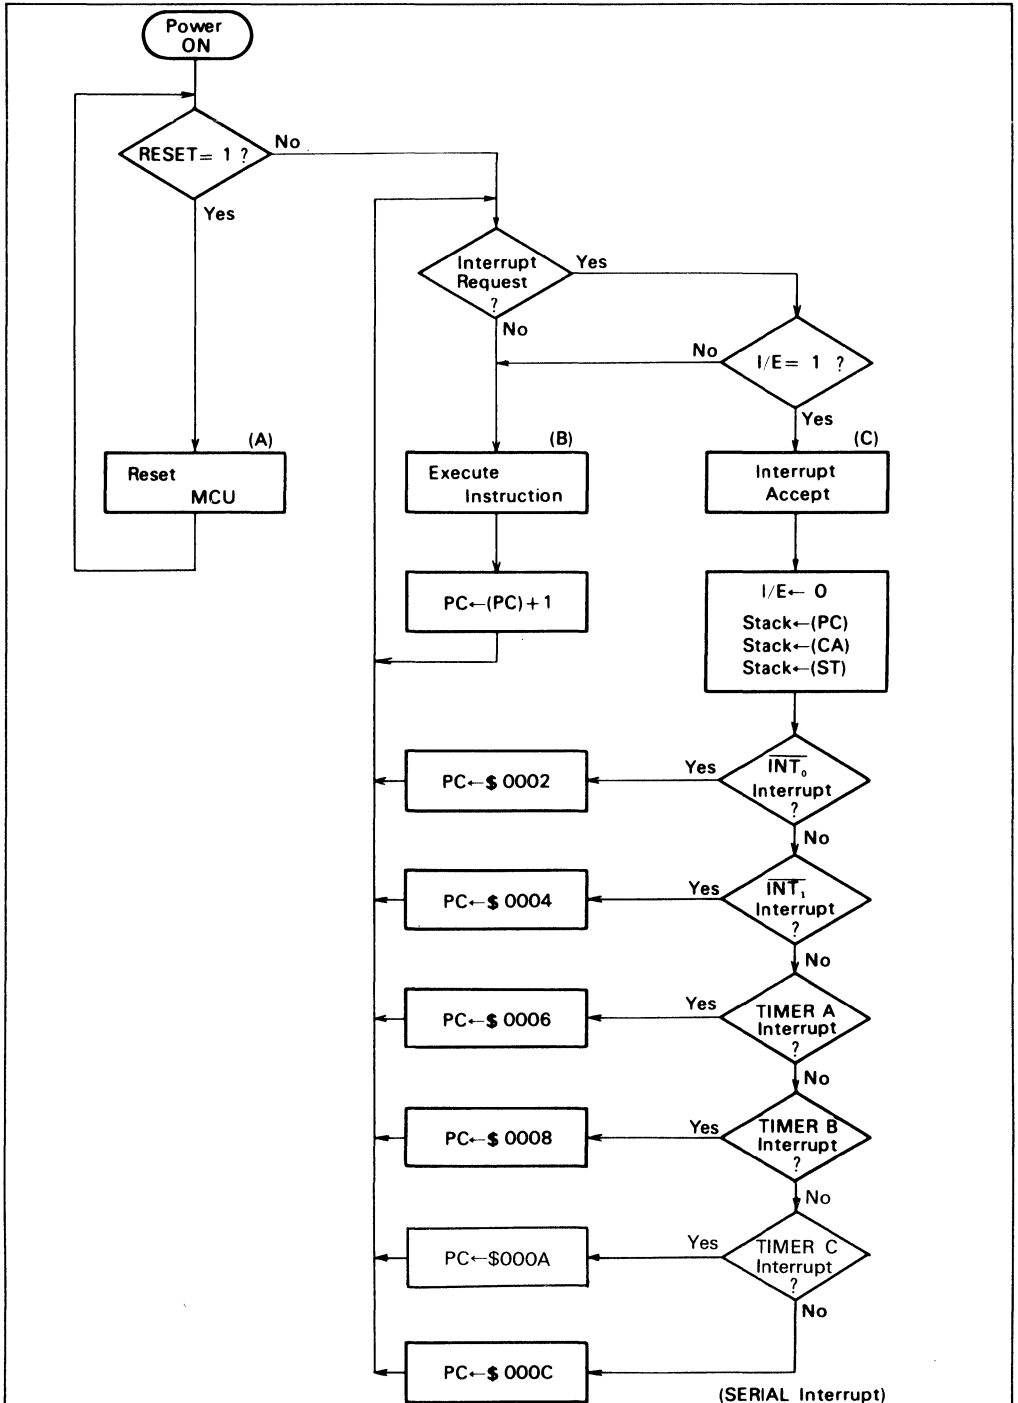 Power
ON
RESET= 1 ?
No
Yes
Interrupt
Request
?
Yes
No
I/E= 1 ?
No
Yes
(A)
Reset
MCU
(B)
Execute
Instruction
(C)
Interrupt
Accept
PC←(PC)+1
I/E← 0
Stack←(PC)
Stack←(CA)
Stack←(ST)
PC←$ 0002
Yes
INT₀
Interrupt
?
No
PC←$ 0004
Yes
INT₁
Interrupt
?
No
PC←$ 0006
Yes
TIMER A
Interrupt
?
No
PC←$ 0008
Yes
TIMER B
Interrupt
?
No
PC←$000A
Yes
TIMER C
Interrupt
?
No
PC←$ 000C
(SERIAL Interrupt)